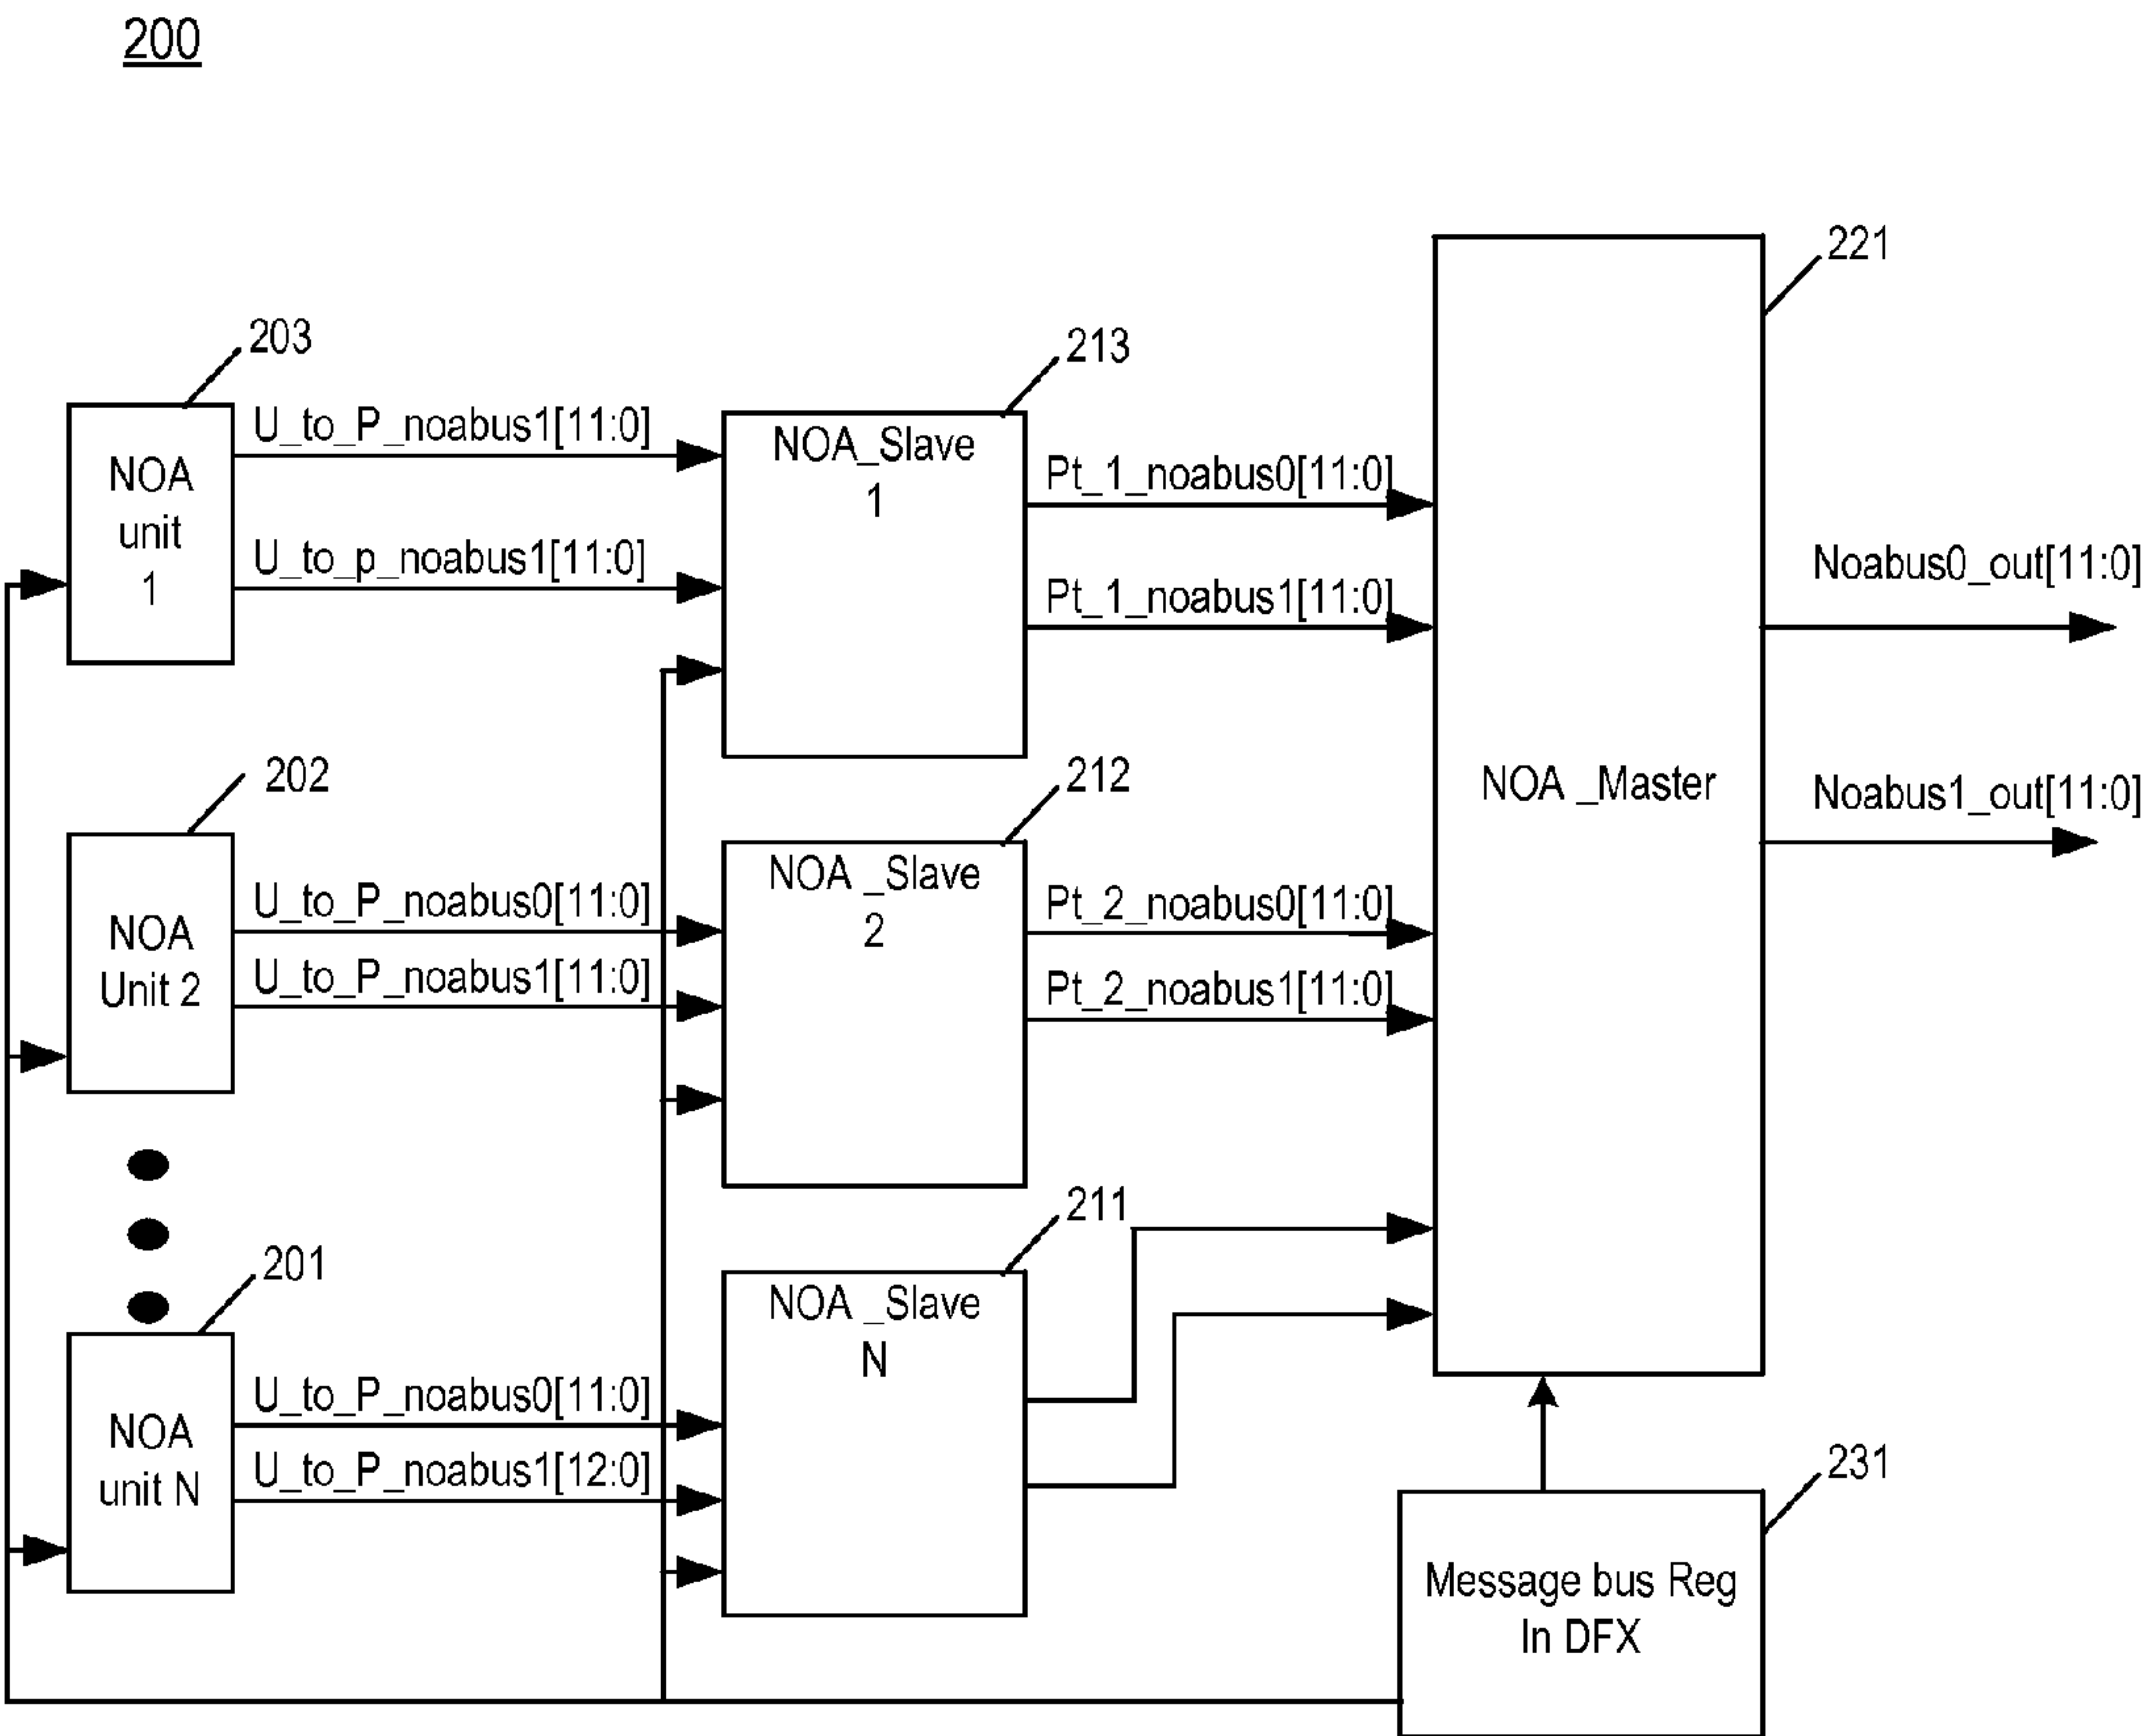 200
221
203
213
U_to_P_noabus1[11:0]
NOA_Slave
1
NOA
unit
1
Pt_1_noabus0[11:0]
U_to_p_noabus1[11:0]
Noabus0_out[11:0]
Pt_1_noabus1[11:0]
202
212
NOA _Master
Noabus1_out[11:0]
NOA _Slave
2
U_to_P_noabus0[11:0]
Pt_2_noabus0[11:0]
NOA
Unit 2
U_to_P_noabus1[11:0]
Pt_2_noabus1[11:0]
211
201
NOA _Slave
N
U_to_P_noabus0[11:0]
NOA
unit N
U_to_P_noabus1[12:0]
231
Message bus Reg
In DFX